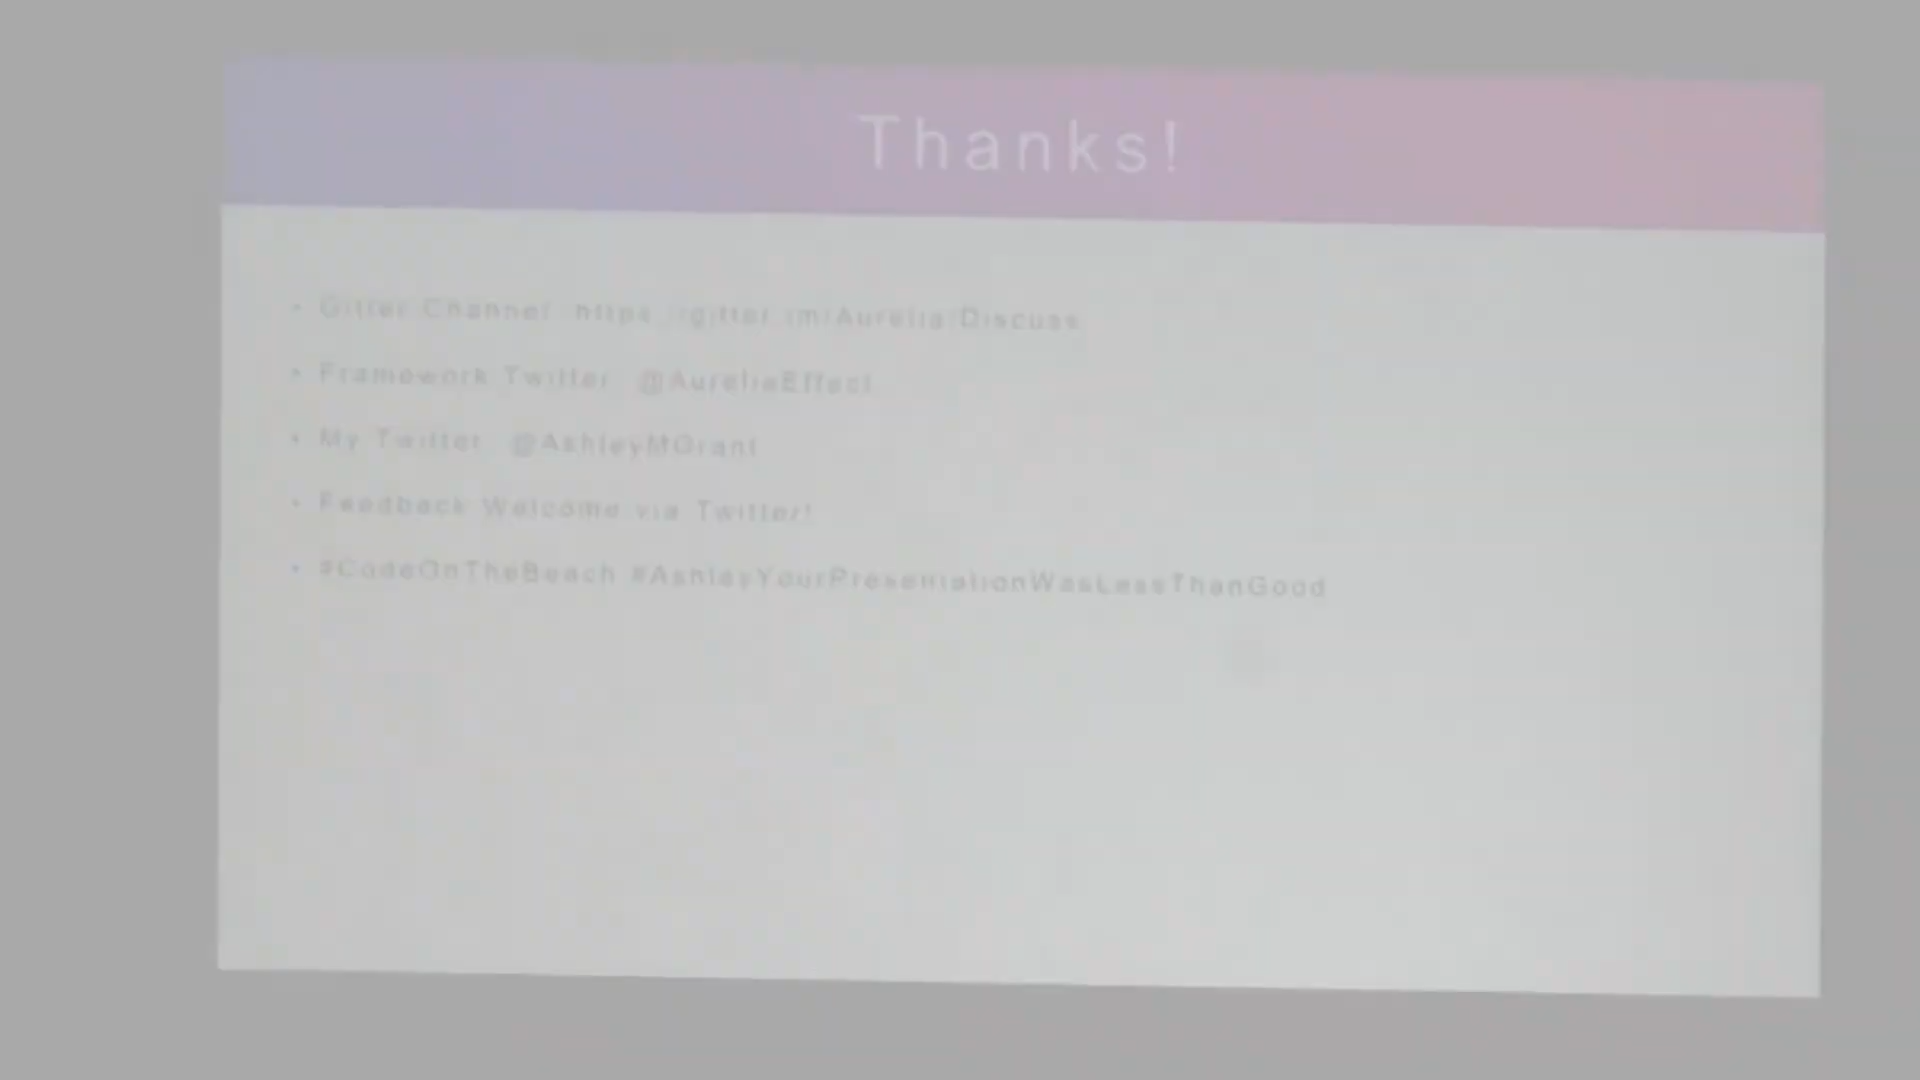 Thanks!
• Gitter Channel: https://gitter.im/Aurelia/Discuss
• Framework Twitter: @AureliaEffect
• My Twitter: @AshleyMGrant
• Feedback Welcome via Twitter!
• #CodeOnTheBeach #AshleyYourPresentationWasLessThanGood